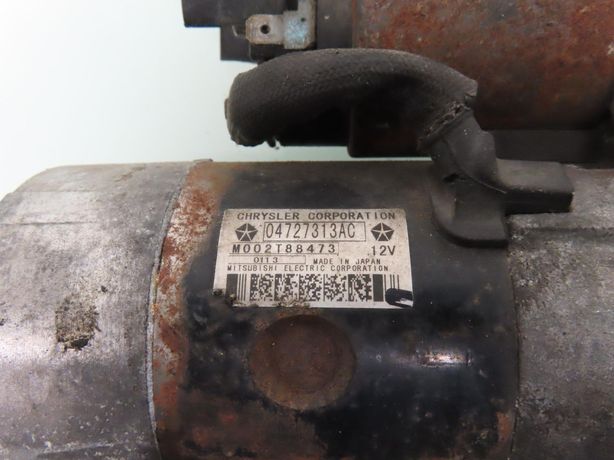 CHRYSLER CORPORATION
04727313AC
M002T88473 12V
0113 MADE IN JAPAN
MITSUBISHI ELECTRIC CORPORATION